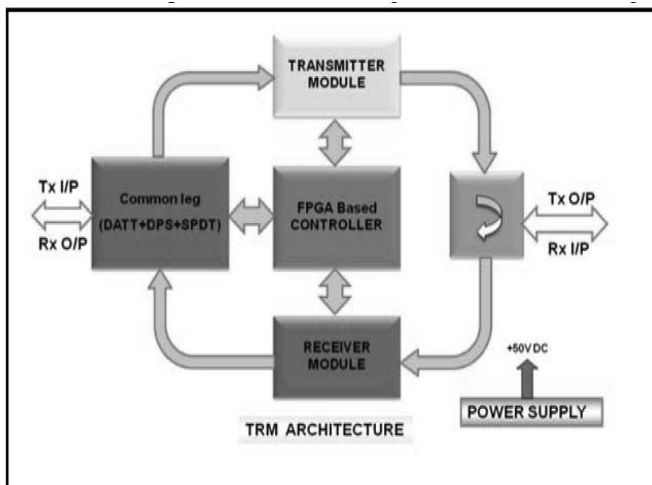 TRANSMITTER
MODULE
Tx I/P
Rx O/P
Common leg
(DATT+DPS+SPDT)
FPGA Based
CONTROLLER
Tx O/P
Rx I/P
RECEIVER
MODULE
+50V DC
POWER SUPPLY
TRM ARCHITECTURE